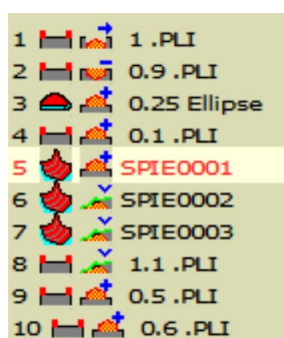 1 1 .PLI
2 0.9 .PLI
3 0.25 Ellipse
4 0.1 .PLI
5 SPIE0001
6 SPIE0002
7 SPIE0003
8 1.1 .PLI
9 0.5 .PLI
10 0.6 .PLI